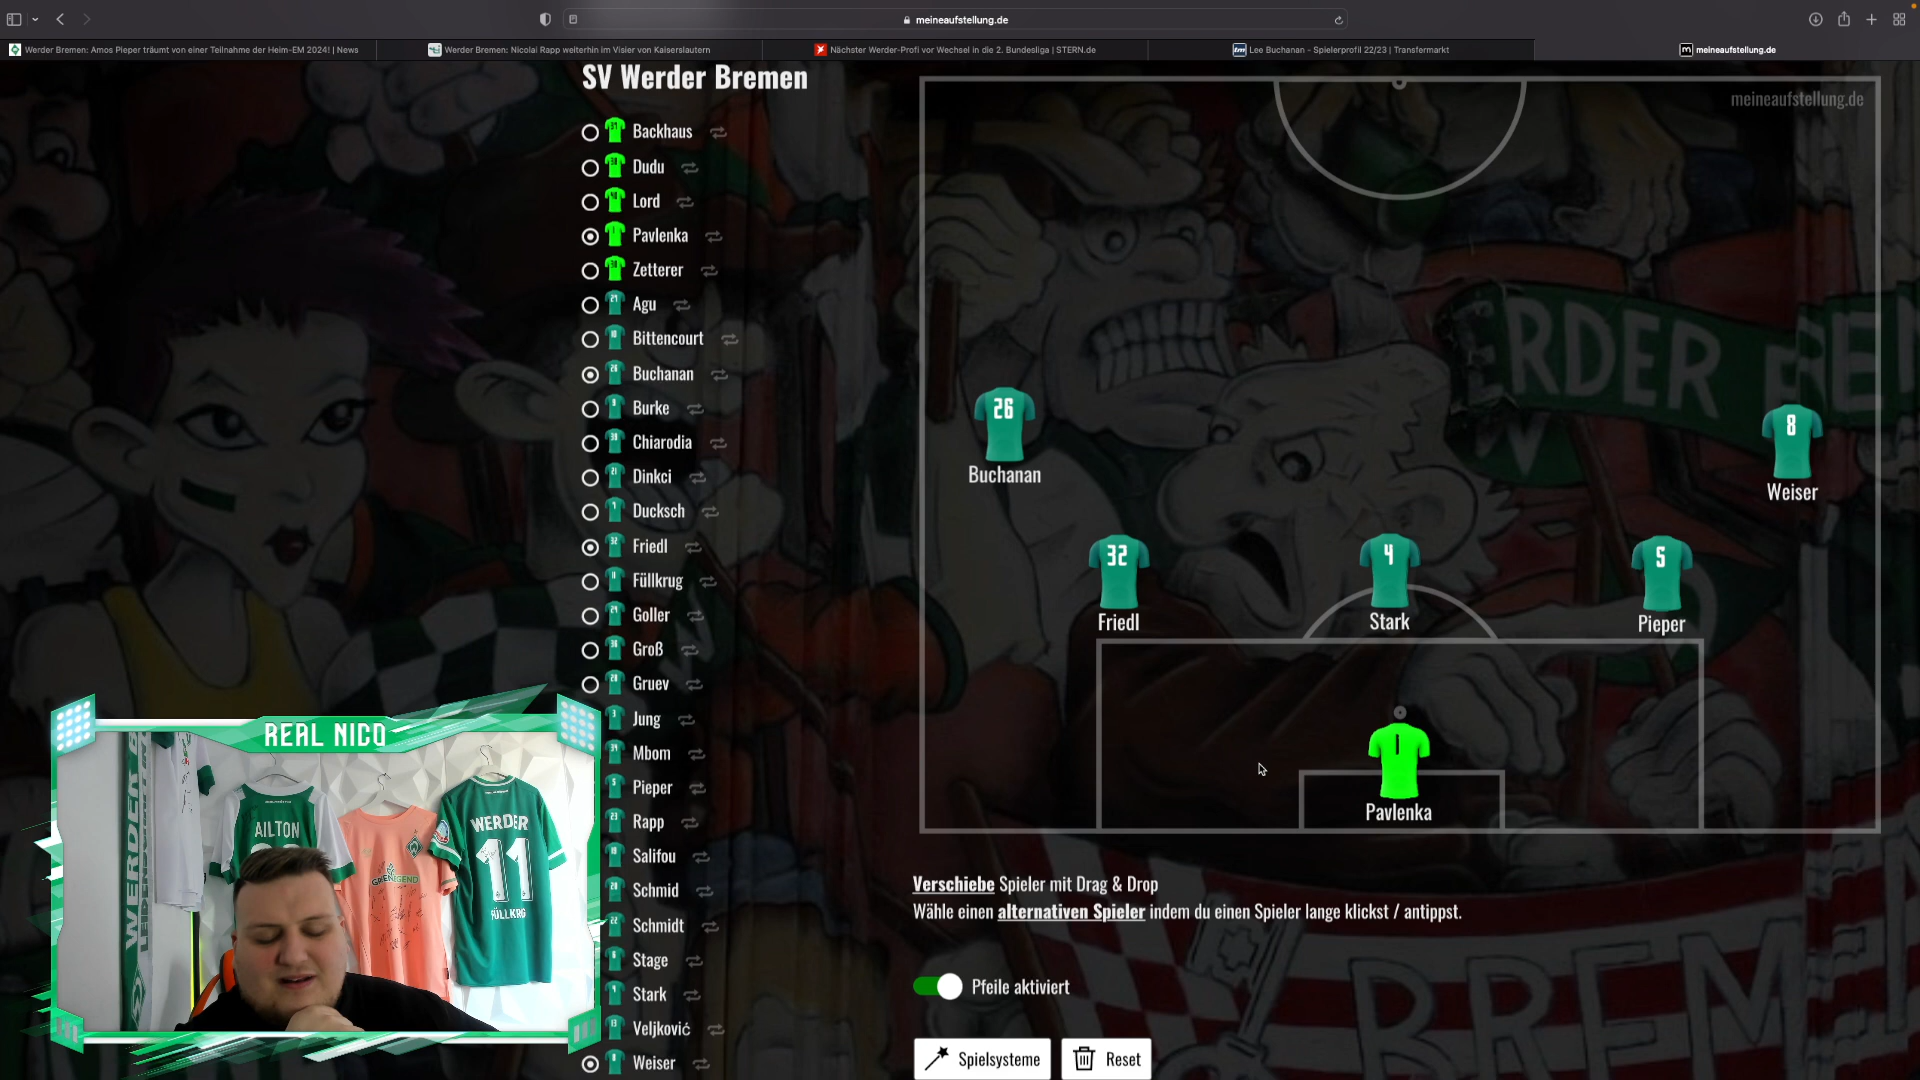 meineaufstellung.de
Werder Bremen: Amos Pieper träumt von einer Teilnahme der Heim-EM 2024! | News
Werder Bremen: Nicolai Rapp weiterhin im Visier von Kaiserslautern
Nächster Werder-Profi vor Wechsel in die 2. Bundesliga | STERN.de
Lee Buchanan - Spielerprofil 22/23 | Transfermarkt
meineaufstellung.de
SV Werder Bremen
Backhaus
Dudu
Lord
Pavlenka
Zetterer
Agu
Bittencourt
Buchanan
Burke
Chiarodia
Dinkci
Ducksch
Friedl
Füllkrug
Goller
Groß
Gruev
Jung
Mbom
Pieper
Rapp
Salifou
Schmid
Schmidt
Stage
Stark
Veljković
Weiser
meineaufstellung.de
ERDER BREMEN
26
Buchanan
8
Weiser
32
Friedl
4
Stark
5
Pieper
1
Pavlenka
Verschiebe Spieler mit Drag & Drop
Wähle einen alternativen Spieler indem du einen Spieler lange klickst / antippst.
Pfeile aktiviert
Spielsysteme
Reset
BREM
REAL NICO
WERDER B
AILTON
WERDER
11
FÜLLKRG